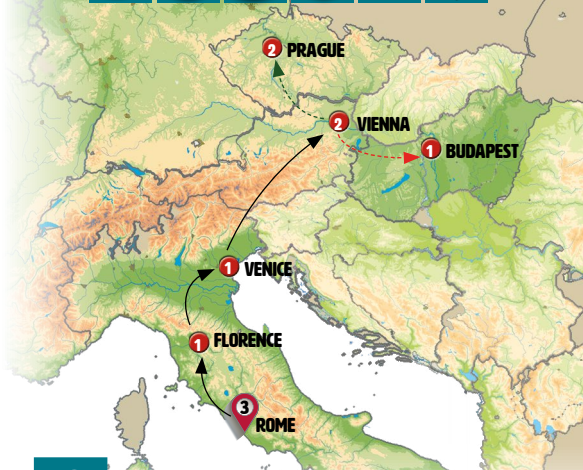 2 PRAGUE
2 VIENNA
1 BUDAPEST
1 VENICE
1 FLORENCE
3 ROME